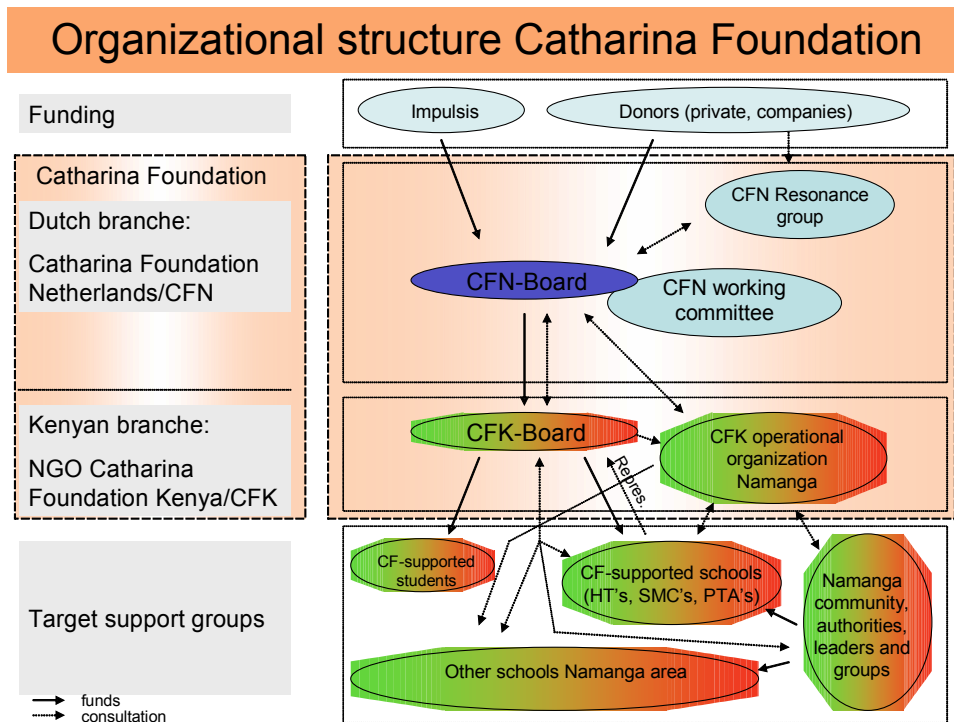 Organizational structure Catharina Foundation
Funding
Impulsis
Donors (private, companies)
Catharina Foundation
Dutch branche:
Catharina Foundation
Netherlands/CFN
CFN Resonance
group
CFN-Board
CFN working
committee
Kenyan branche:
NGO Catharina
Foundation Kenya/CFK
CFK-Board
CFK operational
organization
Namanga
Repres
Target support groups
CF-supported
students
CF-supported schools
(HT's, SMC's, PTA's)
Namanga
community,
authorities,
leaders and
groups
Other schools Namanga area
funds
consultation